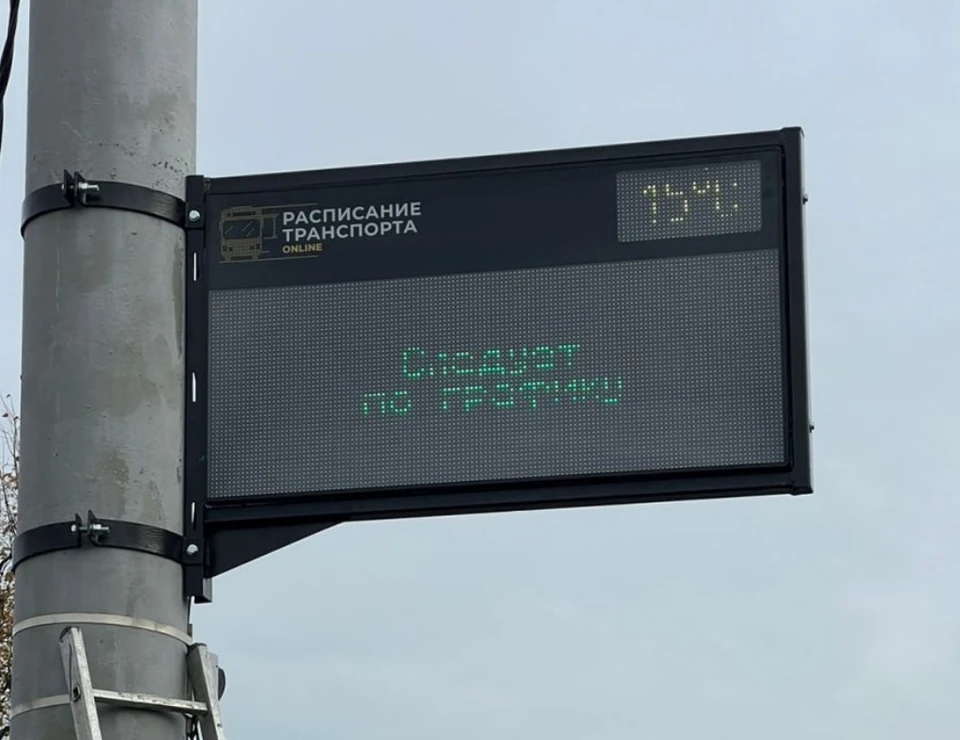 РАСПИСАНИЕ
ТРАНСПОРТА
ONLINE
Следует
по графику